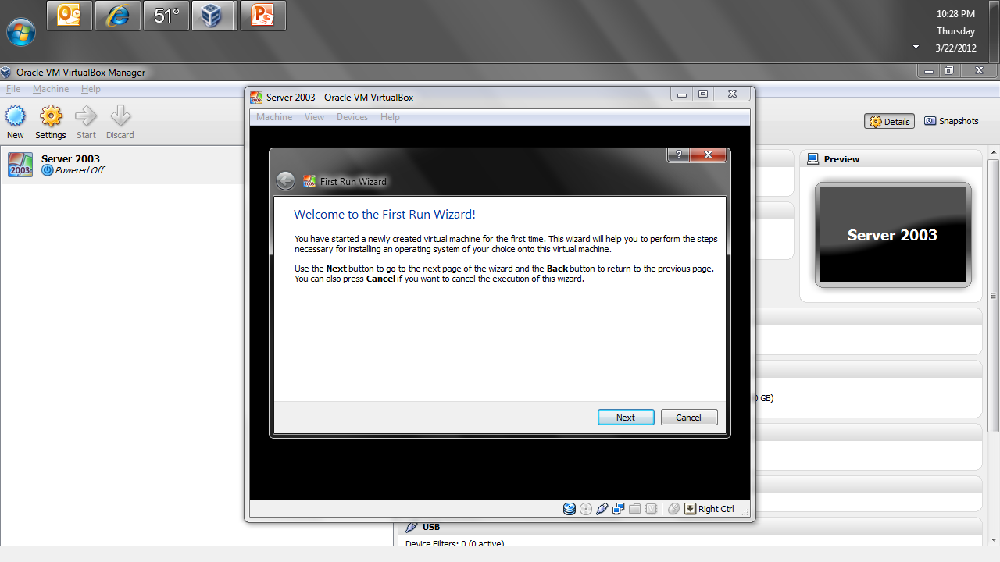 51°
10:28 PM
Thursday
3/22/2012
Oracle VM VirtualBox Manager
File Machine Help
New Settings Start Discard
Details Snapshots
Server 2003
Powered Off
Server 2003 - Oracle VM VirtualBox
Machine View Devices Help
First Run Wizard
Welcome to the First Run Wizard!
You have started a newly created virtual machine for the first time. This wizard will help you to perform the steps
necessary for installing an operating system of your choice onto this virtual machine.
Use the Next button to go to the next page of the wizard and the Back button to return to the previous page.
You can also press Cancel if you want to cancel the execution of this wizard.
Next Cancel
Right Ctrl
Preview
Server 2003
GB)
USB
Device Filters: 0 (0 active)